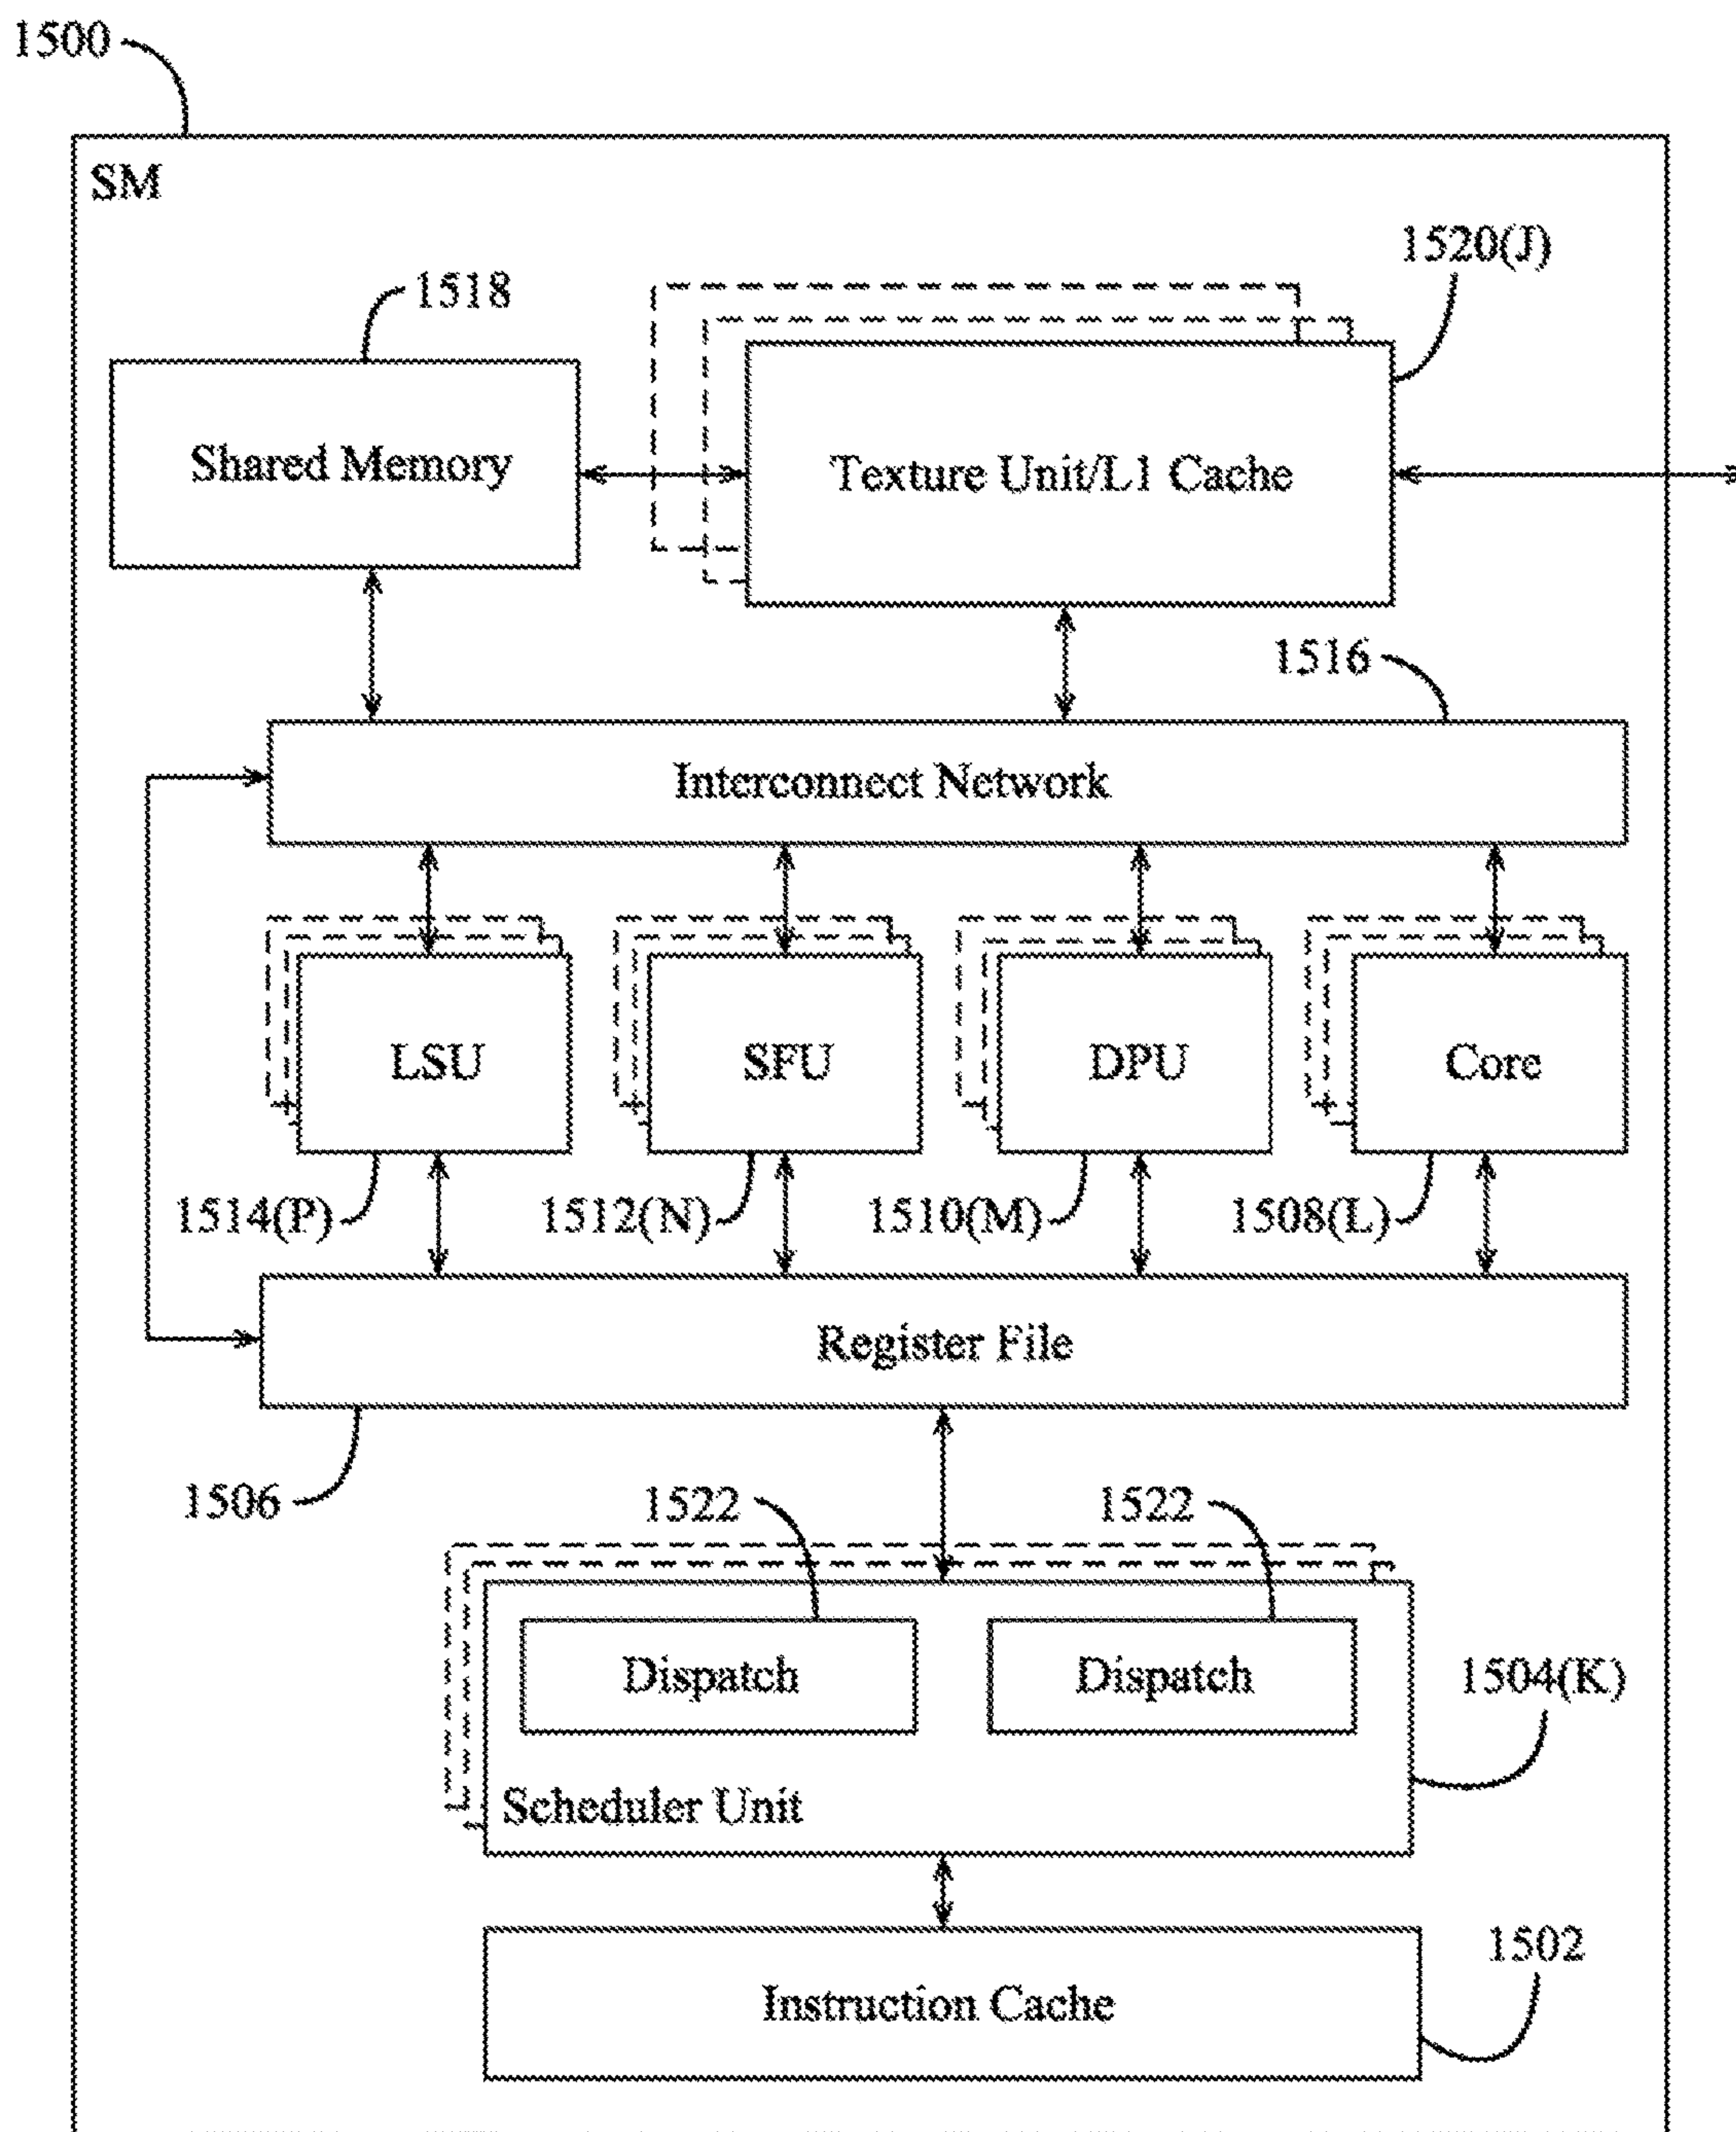 1500
SM
1520(J)
1518
Shared Memory
Texture Unit/L1 Cache
1516
Interconnect Network
LSU
SFU
DPU
Core
1514(P)
1512(N)
1510(M)
1508(L)
Register File
1506
1522
1522
Dispatch
Dispatch
1504(K)
Scheduler Unit
1502
Instruction Cache